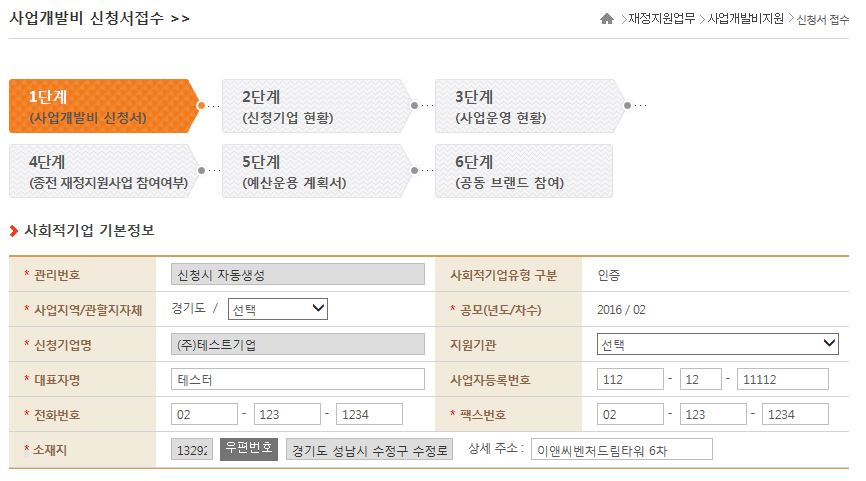 사업개발비 신청서접수 >>
재정지원업무 > 사업개발비지원 > 신청서 접수
1단계 2단계 3단계
(사업개발비 신청서) (신청기업 현황) (사업운영 현황)
4단계 5단계 6단계
(종전 재정지원사업 참여여부) (예산운용 계획서) (공동 브랜드 참여)
사회적기업 기본정보
* 관리번호 신청시 자동생성 사회적기업유형 구분 인증
* 사업지역/관할지자체 경기도 / 선택 * 공모(년도/차수) 2016 / 02
* 신청기업명 (주)테스트기업 지원기관 선택
* 대표자명 테스터 사업자등록번호 112 - 12 - 11112
* 전화번호 02 - 123 - 1234 * 팩스번호 02 - 123 - 1234
* 소재지 13292 우편번호 경기도 성남시 수정구 수정로 상세 주소 : 이앤씨벤처드림타워 6차